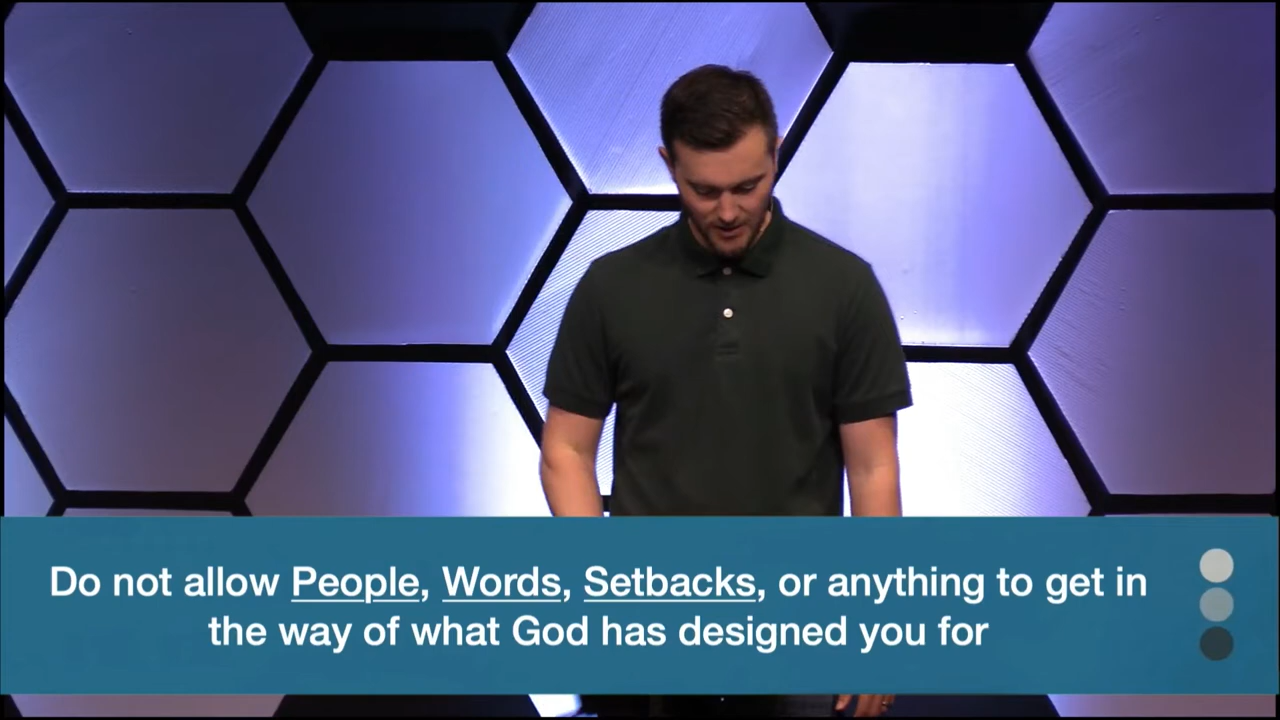 Do not allow People, Words, Setbacks, or anything to get in
the way of what God has designed you for